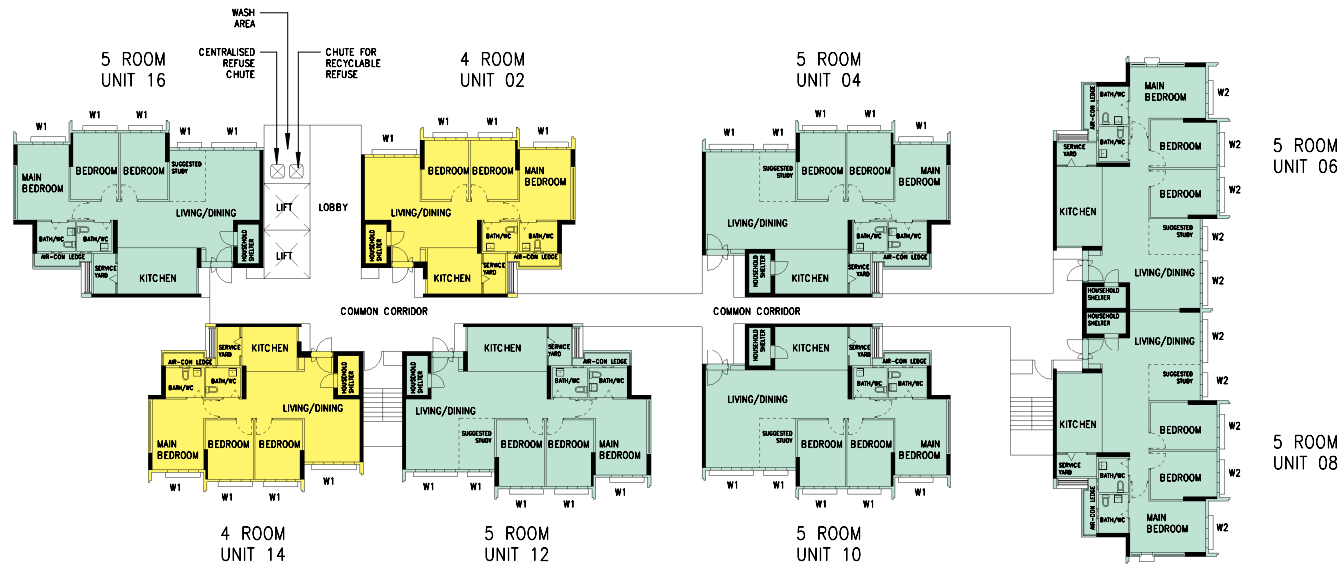 WASH
AREA
CENTRALISED
REFUSE
CHUTE
CHUTE FOR
RECYCLABLE
REFUSE
5 ROOM
UNIT 16
4 ROOM
UNIT 02
5 ROOM
UNIT 04
5 ROOM
UNIT 06
W1
W1
W1
W1
W1
MAIN
BEDROOM
BEDROOM
BEDROOM
SUGGESTED
STUDY
LIVING/DINING
BATH/WC
BATH/WC
AIR-CON LEDGE
SERVICE
YARD
KITCHEN
HOUSEHOLD
SHELTER
LIFT
LIFT
LOBBY
W1
W1
W1
W1
BEDROOM
BEDROOM
MAIN
BEDROOM
LIVING/DINING
BATH/WC
BATH/WC
HOUSEHOLD
SHELTER
KITCHEN
SERVICE
YARD
AIR-CON LEDGE
W1
W1
W1
W1
W1
SUGGESTED
STUDY
BEDROOM
BEDROOM
MAIN
BEDROOM
LIVING/DINING
BATH/WC
BATH/WC
HOUSEHOLD
SHELTER
KITCHEN
SERVICE
YARD
AIR-CON LEDGE
MAIN
BEDROOM
W2
BATH/WC
AIR-CON LEDGE
BATH/WC
BEDROOM
W2
SERVICE
YARD
BEDROOM
W2
KITCHEN
SUGGESTED
STUDY
W2
LIVING/DINING
W2
HOUSEHOLD
SHELTER
COMMON CORRIDOR
COMMON CORRIDOR
SERVICE
YARD
KITCHEN
AIR-CON LEDGE
BATH/WC
BATH/WC
HOUSEHOLD
SHELTER
LIVING/DINING
MAIN
BEDROOM
BEDROOM
BEDROOM
W1
W1
W1
W1
4 ROOM
UNIT 14
KITCHEN
SERVICE
YARD
AIR-CON LEDGE
HOUSEHOLD
SHELTER
BATH/WC
BATH/WC
LIVING/DINING
SUGGESTED
STUDY
BEDROOM
BEDROOM
MAIN
BEDROOM
W1
W1
W1
W1
W1
5 ROOM
UNIT 12
HOUSEHOLD
SHELTER
KITCHEN
SERVICE
YARD
AIR-CON LEDGE
BATH/WC
BATH/WC
LIVING/DINING
SUGGESTED
STUDY
BEDROOM
BEDROOM
MAIN
BEDROOM
W1
W1
W1
W1
W1
5 ROOM
UNIT 10
HOUSEHOLD
SHELTER
W2
LIVING/DINING
SUGGESTED
STUDY
W2
KITCHEN
BEDROOM
W2
SERVICE
YARD
BATH/WC
BEDROOM
W2
AIR-CON LEDGE
BATH/WC
MAIN
BEDROOM
W2
5 ROOM
UNIT 08